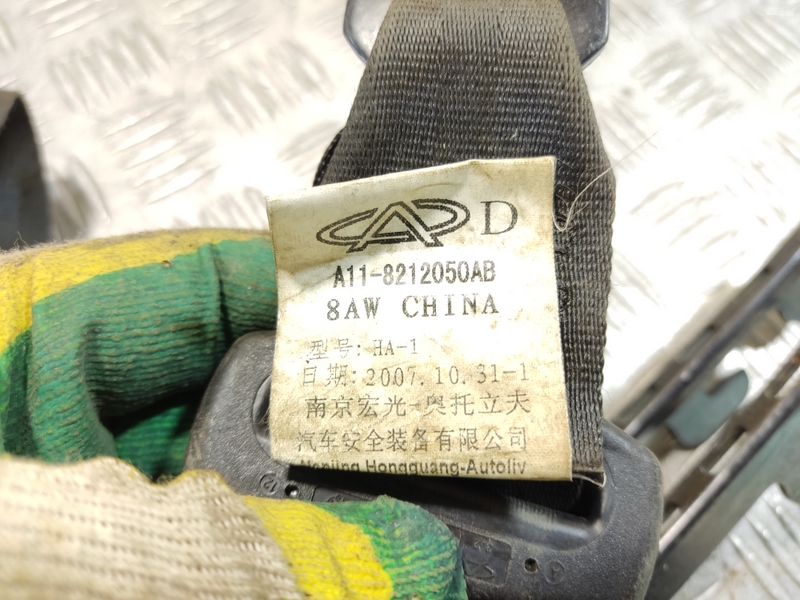 D
A11-8212050AB
8AW CHINA
型号: HA-1
日期: 2007.10.31-1
南京宏光-奥托立夫
汽车安全装备有限公司
Nanjing Hongguang-Autoliv